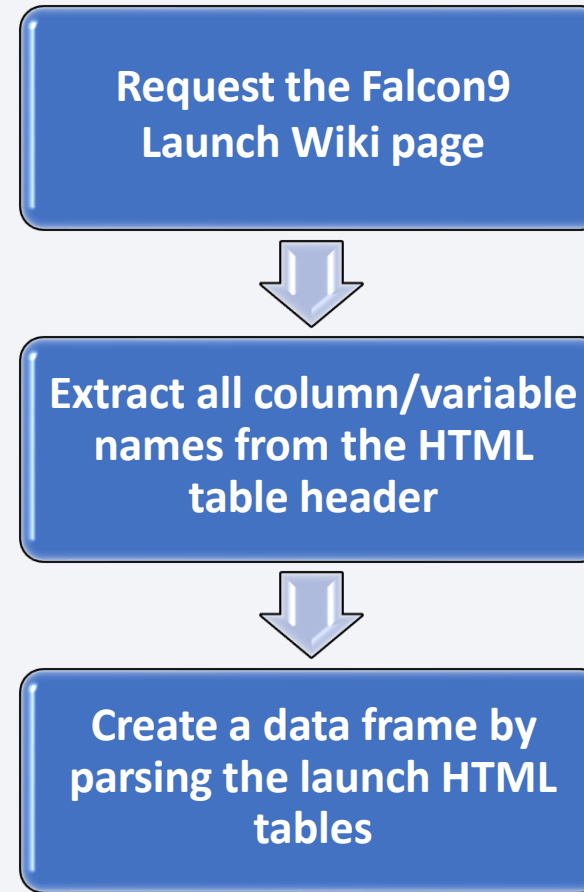 Request the Falcon9
Launch Wiki page
Extract all column/variable
names from the HTML
table header
Create a data frame by
parsing the launch HTML
tables